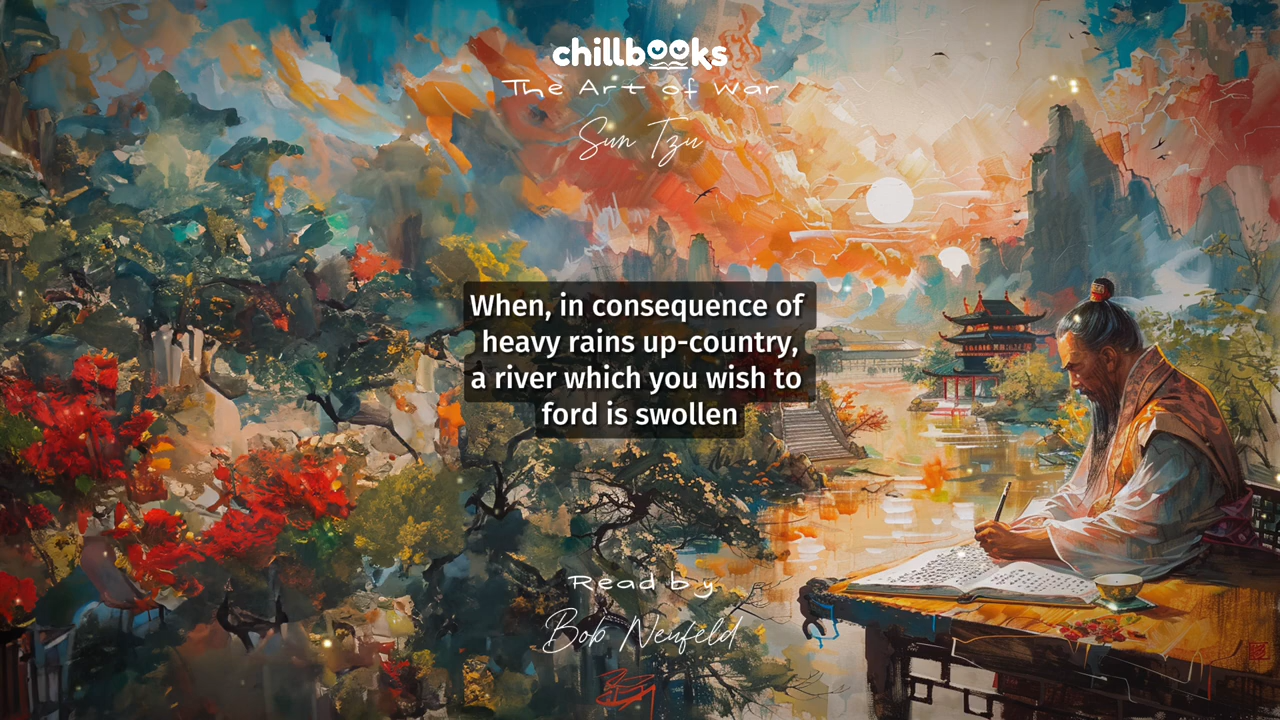 chillbooks
The Art of War
Sun Tzu
When, in consequence of
heavy rains up-country,
a river which you wish to
ford is swollen
Read by
Bob Neufeld